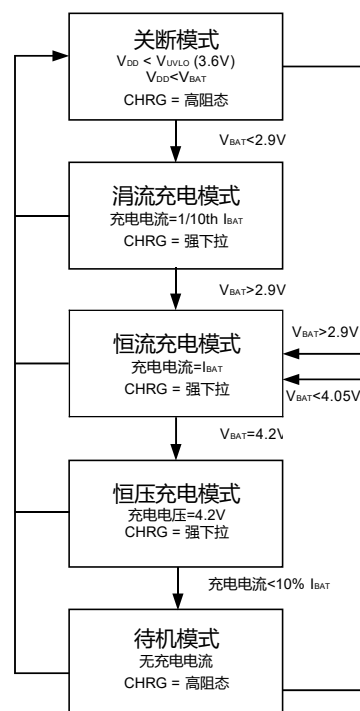 关断模式
VDD < VUVLO (3.6V)
VDD<VBAT
CHRG = 高阻态
VBAT<2.9V
涓流充电模式
充电电流=1/10th IBAT
CHRG = 强下拉
VBAT>2.9V
恒流充电模式
充电电流=IBAT
CHRG = 强下拉
VBAT>2.9V
VBAT<4.05V
VBAT=4.2V
恒压充电模式
充电电压=4.2V
CHRG = 强下拉
充电电流<10% IBAT
待机模式
无充电电流
CHRG = 高阻态